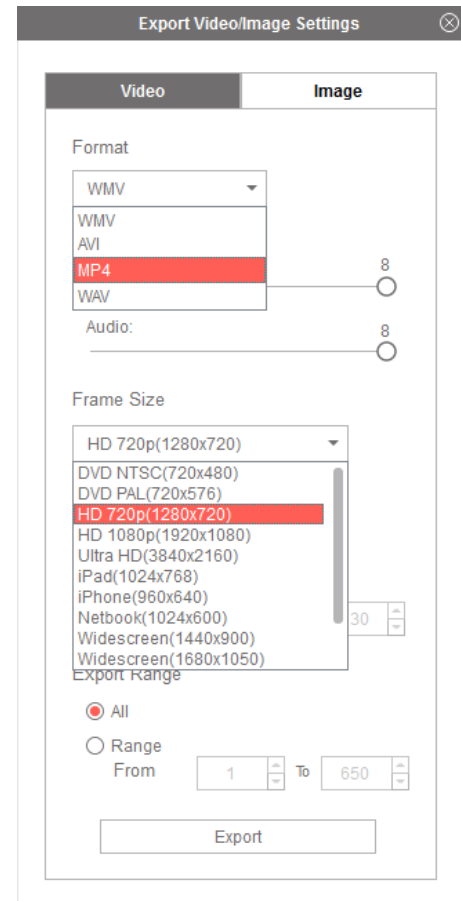 Export Video/Image Settings
Video
Image
Format
WMV
WMV
AVI
MP4
WAV
8
Audio:
8
Frame Size
HD 720p(1280x720)
DVD NTSC(720x480)
DVD PAL(720x576)
HD 720p(1280x720)
HD 1080p(1920x1080)
Ultra HD(3840x2160)
iPad(1024x768)
iPhone(960x640)
Netbook(1024x600)
30
Widescreen(1440x900)
Widescreen(1680x1050)
Export Range
All
Range
From 1 To 650
Export